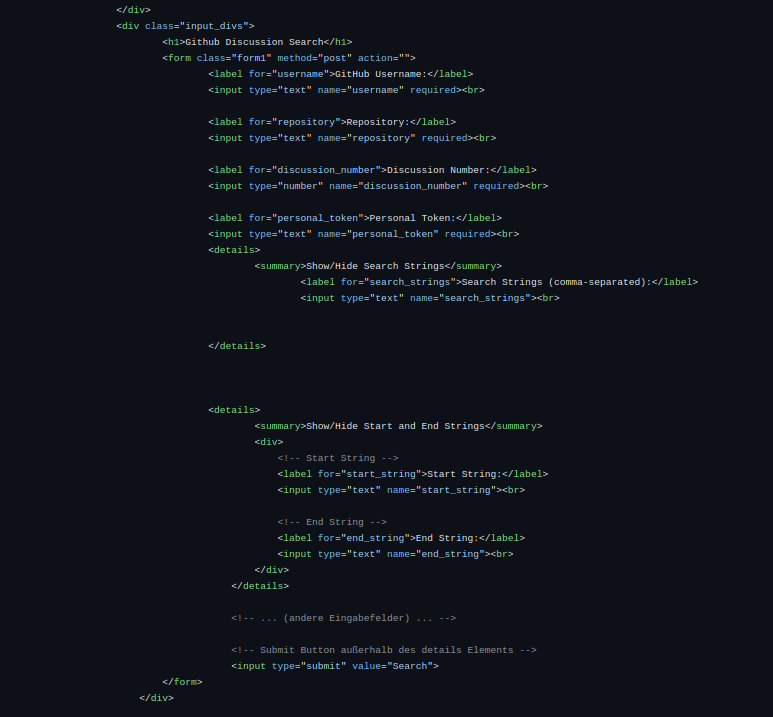 </div>
<div class="input_divs">
<h1>Github Discussion Search</h1>
<form class="form1" method="post" action="">
<label for="username">GitHub Username:</label>
<input type="text" name="username" required><br>
<label for="repository">Repository:</label>
<input type="text" name="repository" required><br>
<label for="discussion_number">Discussion Number:</label>
<input type="number" name="discussion_number" required><br>
<label for="personal_token">Personal Token:</label>
<input type="text" name="personal_token" required><br>
<details>
<summary>Show/Hide Search Strings</summary>
<label for="search_strings">Search Strings (comma-separated):</label>
<input type="text" name="search_strings"><br>
</details>
<details>
<summary>Show/Hide Start and End Strings</summary>
<div>
<!-- Start String -->
<label for="start_string">Start String:</label>
<input type="text" name="start_string"><br>
<!-- End String -->
<label for="end_string">End String:</label>
<input type="text" name="end_string"><br>
</div>
</details>
<!-- ... (andere Eingabefelder) ... -->
<!-- Submit Button außerhalb des details Elements -->
<input type="submit" value="Search">
</form>
</div>